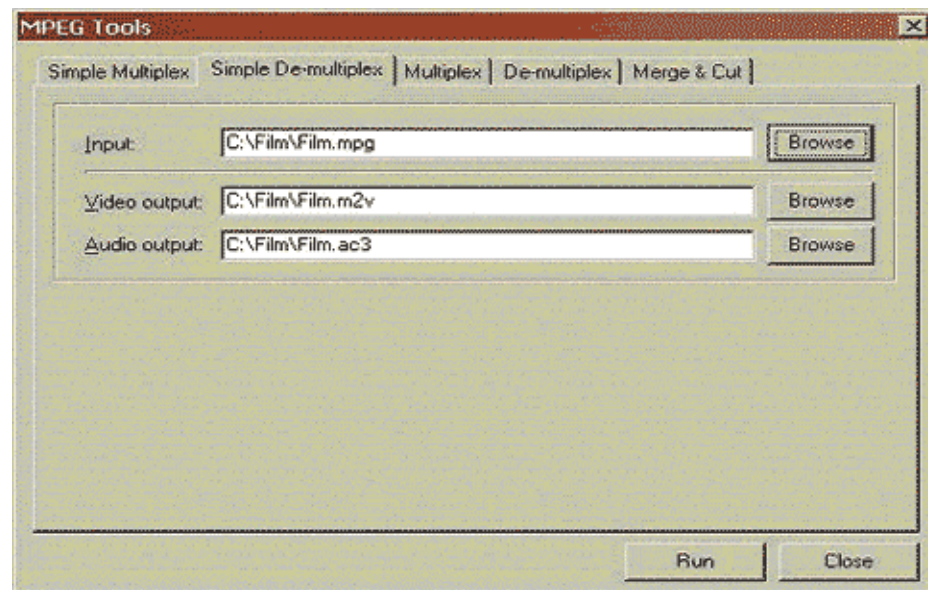 MPEG Tools
Simple Multiplex Simple De-multiplex Multiplex De-multiplex Merge & Cut
Input: C:\Film\Film.mpg Browse
Video output: C:\Film\Film.m2v Browse
Audio output: C:\Film\Film.ac3 Browse
Run Close